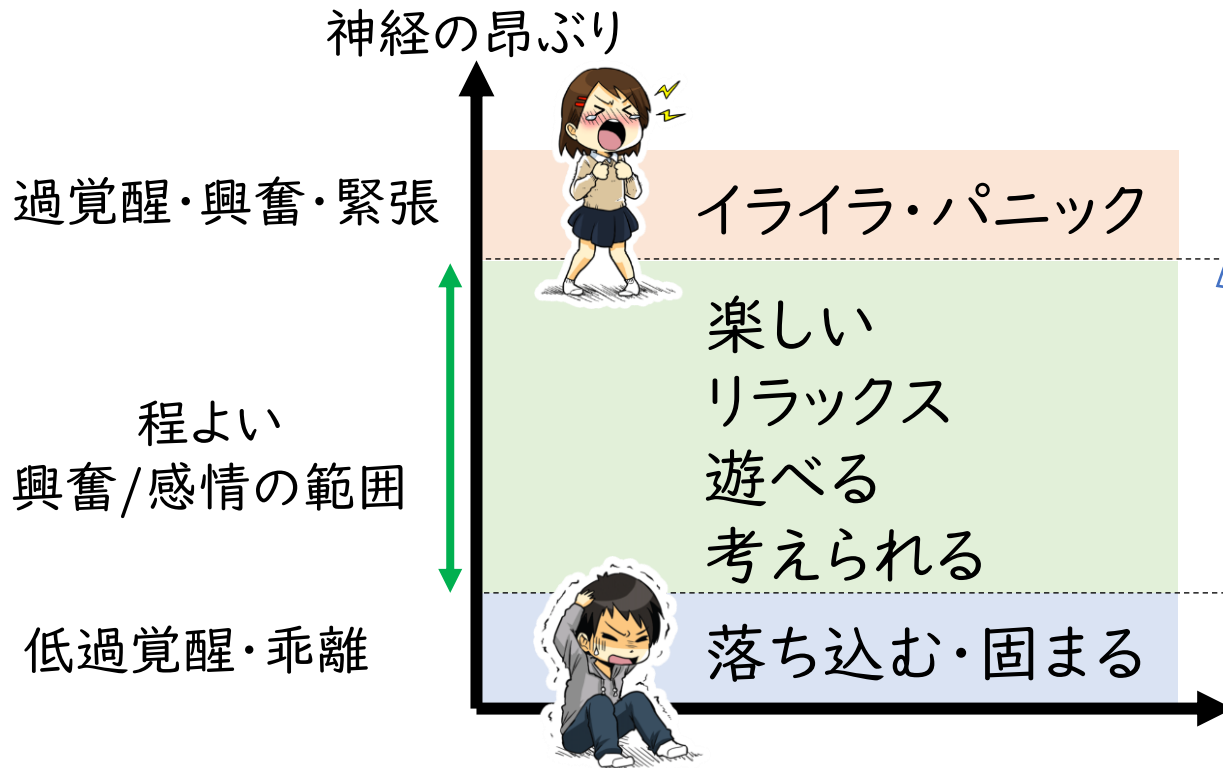 神経の昂ぶり
過覚醒・興奮・緊張
イライラ・パニック
楽しい
リラックス
遊べる
考えられる
程よい
興奮/感情の範囲
低過覚醒・乖離
落ち込む・固まる